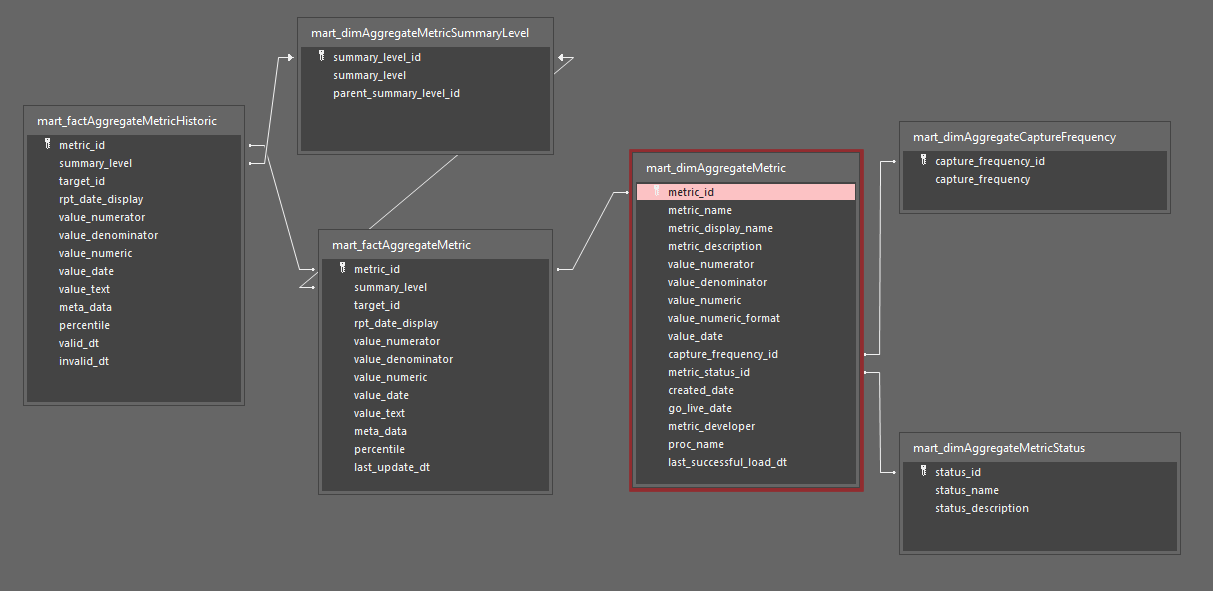 mart_dimAggregateMetricSummaryLevel
summary_level_id
summary_level
parent_summary_level_id
mart_factAggregateMetricHistoric
metric_id
summary_level
target_id
rpt_date_display
value_numerator
value_denominator
value_numeric
value_date
value_text
meta_data
percentile
valid_dt
invalid_dt
mart_factAggregateMetric
metric_id
summary_level
target_id
rpt_date_display
value_numerator
value_denominator
value_numeric
value_date
value_text
meta_data
percentile
last_update_dt
mart_dimAggregateMetric
metric_id
metric_name
metric_display_name
metric_description
value_numerator
value_denominator
value_numeric
value_numeric_format
value_date
capture_frequency_id
metric_status_id
created_date
go_live_date
metric_developer
proc_name
last_successful_load_dt
mart_dimAggregateCaptureFrequency
capture_frequency_id
capture_frequency
mart_dimAggregateMetricStatus
status_id
status_name
status_description